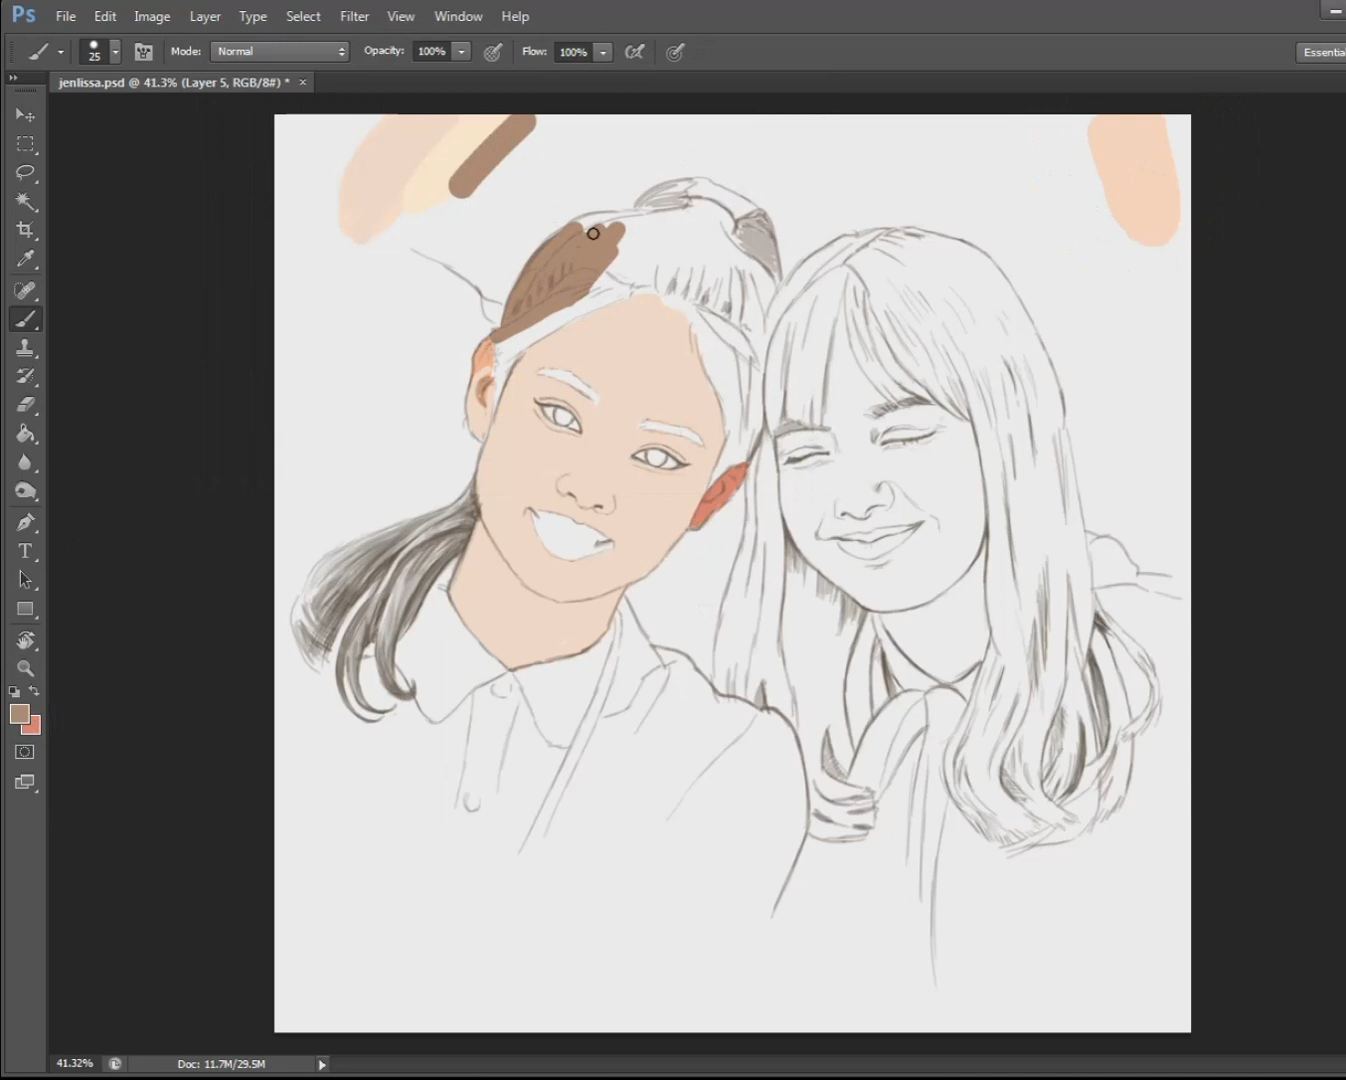 Ps File Edit Image Layer Type Select Filter View Window Help
25 Mode: Normal Opacity: 100% Flow: 100% Essential
jenlissa.psd @ 41.3% (Layer 5, RGB/8#) * ×
T
41.32% Doc: 11.7M/29.5M